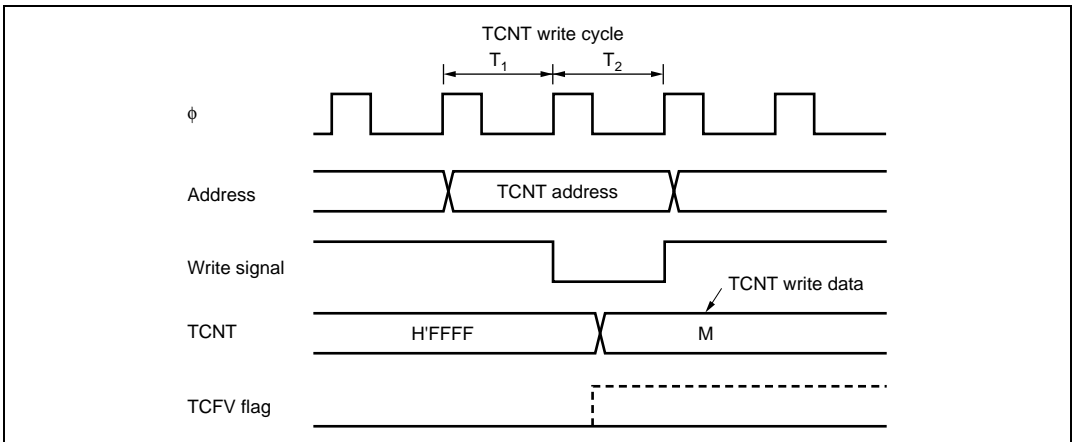 TCNT write cycle
T1 T2
ϕ
Address TCNT address
Write signal
TCNT write data
TCNT H'FFFF M
TCFV flag